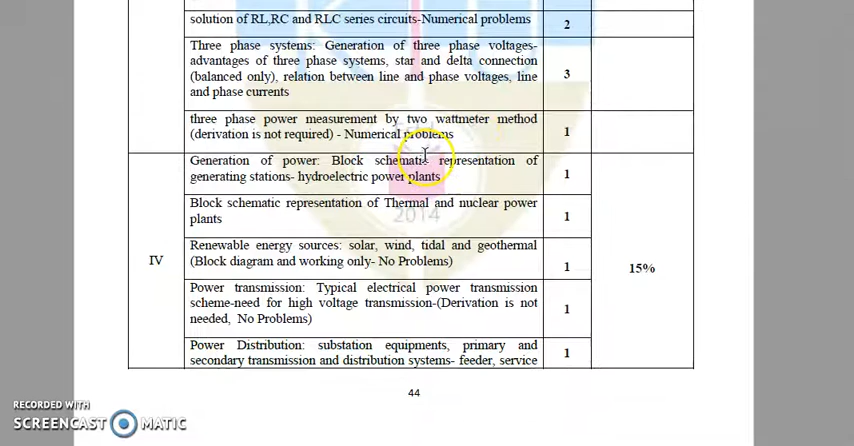 solution of RL,RC and RLC series circuits-Numerical problems
2
Three phase systems: Generation of three phase voltages-
advantages of three phase systems, star and delta connection
(balanced only), relation between line and phase voltages, line
and phase currents
3
three phase power measurement by two wattmeter method
(derivation is not required) - Numerical problems
1
IV
Generation of power: Block schematic representation of
generating stations- hydroelectric power plants
1
Block schematic representation of Thermal and nuclear power
plants
1
Renewable energy sources: solar, wind, tidal and geothermal
(Block diagram and working only- No Problems)
1
Power transmission: Typical electrical power transmission
scheme-need for high voltage transmission-(Derivation is not
needed, No Problems)
1
Power Distribution: substation equipments, primary and
secondary transmission and distribution systems- feeder, service
1
15%
2014
44
RECORDED WITH
SCREENCAST MATIC